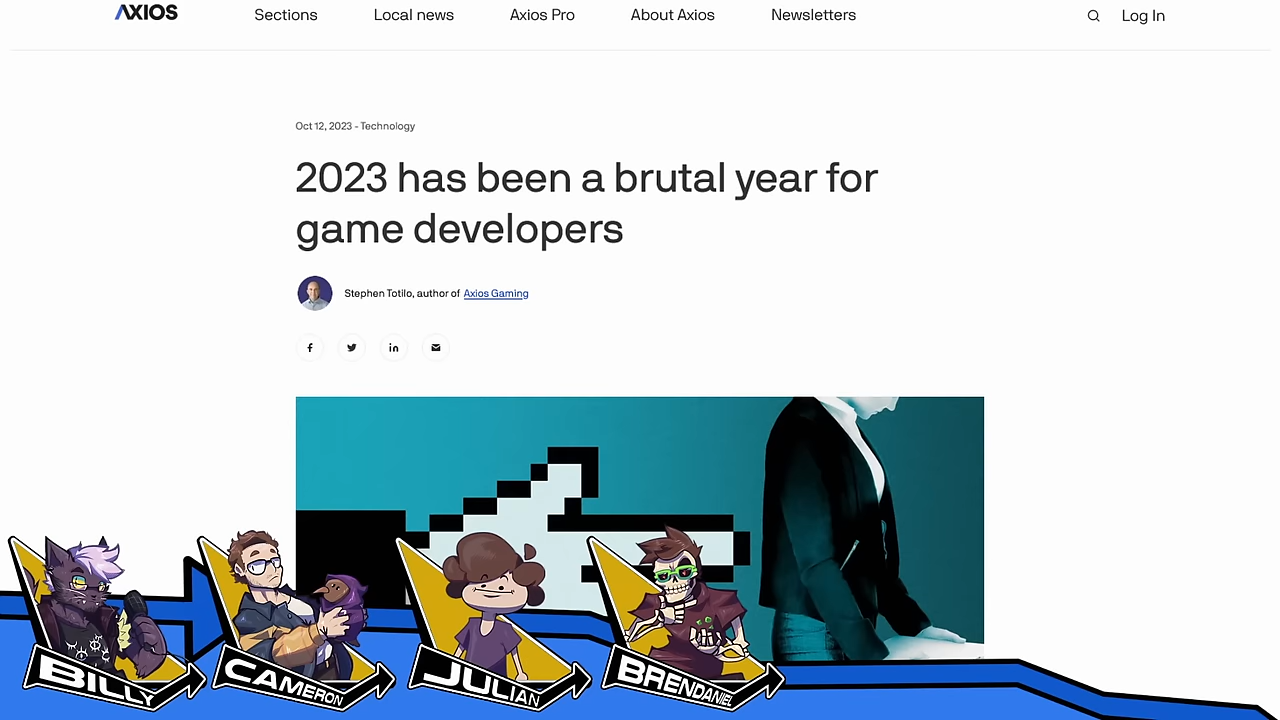 AXIOS
Sections
Local news
Axios Pro
About Axios
Newsletters
Log In
Oct 12, 2023 - Technology
2023 has been a brutal year for
game developers
Stephen Totilo, author of Axios Gaming
BILLY
CAMERON
JULIAN
BRENDANIEL